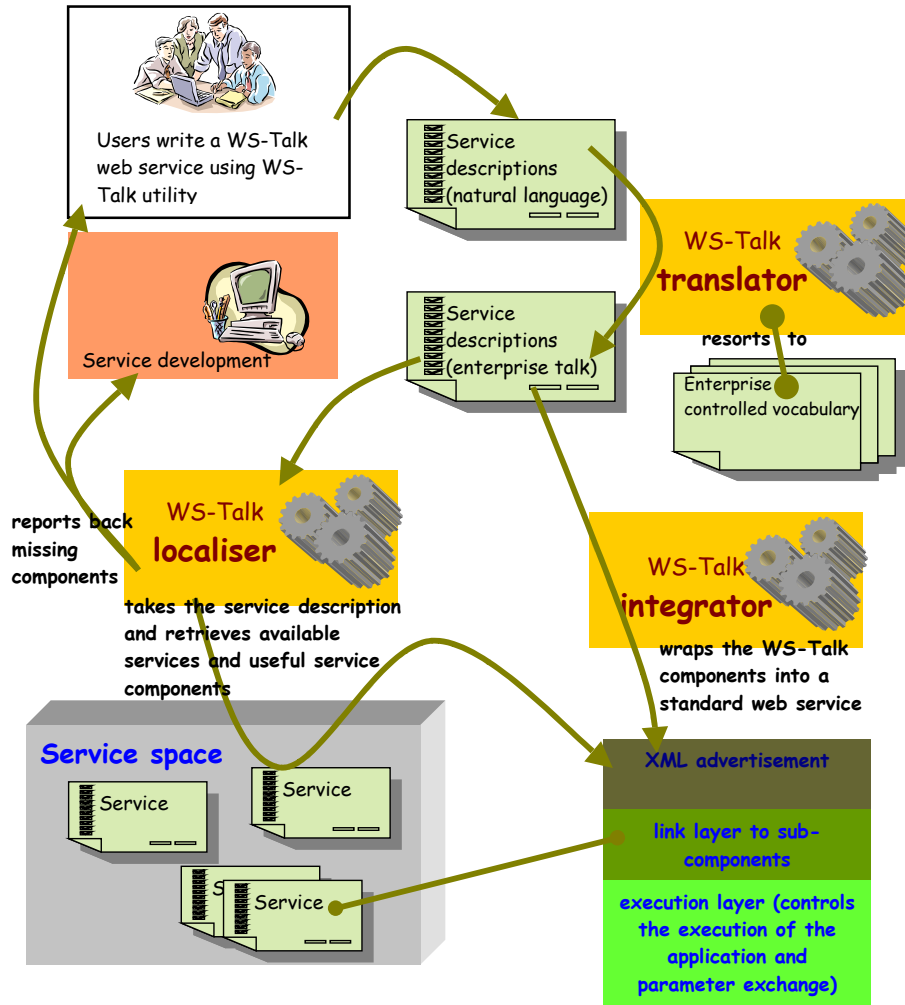 Users write a WS-Talk
web service using WS-
Talk utility
Service
descriptions
(natural language)
WS-Talk
translator
resorts to
Enterprise
controlled vocabulary
Service development
Service
descriptions
(enterprise talk)
reports back
missing
components
WS-Talk
localiser
takes the service description
and retrieves available
services and useful service
components
WS-Talk
integrator
wraps the WS-Talk
components into a
standard web service
Service space
Service
Service
Service
XML advertisement
link layer to sub-
components
execution layer (controls
the execution of the
application and
parameter exchange)